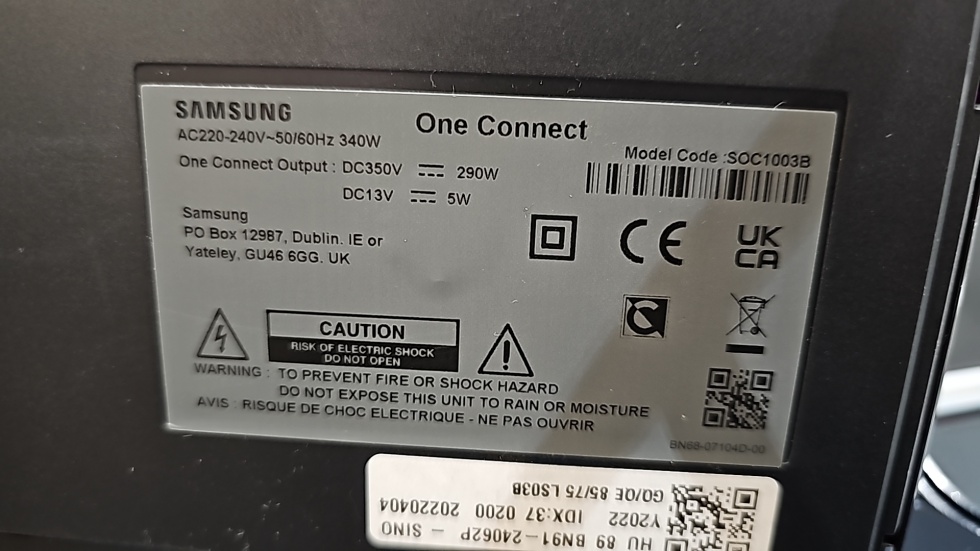 SAMSUNG
One Connect
AC220-240V~50/60Hz 340W
Model Code :SOC1003B
One Connect Output : DC350V ⎓ 290W
DC13V ⎓ 5W
Samsung
PO Box 12987, Dublin. IE or
Yateley, GU46 6GG. UK
CE
UK
CA
CAUTION
RISK OF ELECTRIC SHOCK
DO NOT OPEN
WARNING : TO PREVENT FIRE OR SHOCK HAZARD
DO NOT EXPOSE THIS UNIT TO RAIN OR MOISTURE
AVIS : RISQUE DE CHOC ELECTRIQUE - NE PAS OUVRIR
BN68-07104D-00
HU 89 BN91-24062P - SINO
Y2022 IDX:37 0200 20220404
GQ/QE 85/75 LS03B